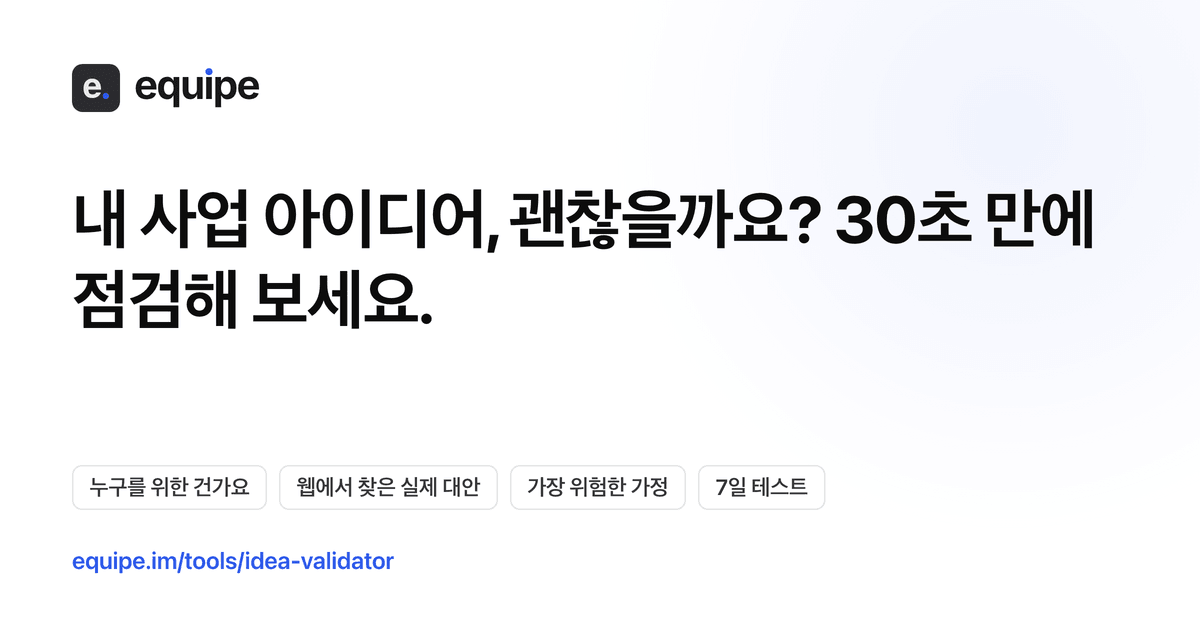 e.
equipe
내 사업 아이디어, 괜찮을까요? 30초 만에
점검해 보세요.
누구를 위한 건가요
웹에서 찾은 실제 대안
가장 위험한 가정
7일 테스트
equipe.im/tools/idea-validator